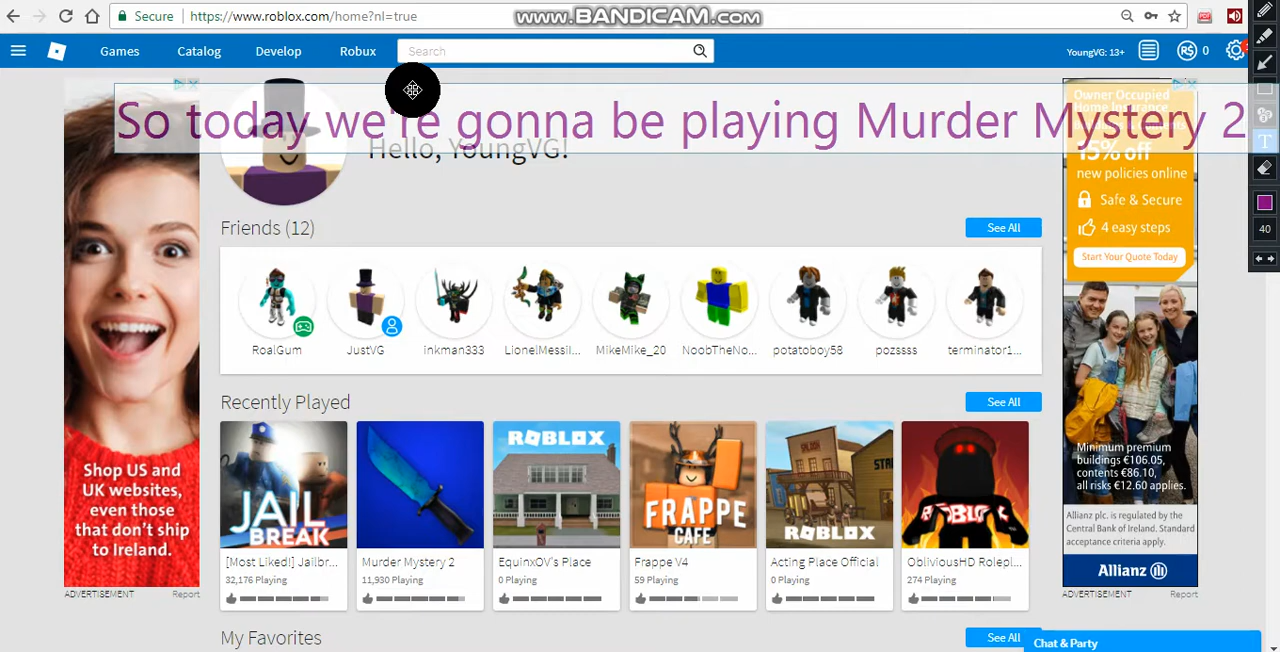 Secure
https://www.roblox.com/home?nl=true
www.BANDICAM.com
Games
Catalog
Develop
Robux
Search
YoungVG: 13+
R$ 0
So today we're gonna be playing Murder Mystery 2
Hello, YoungVG!
Friends (12)
See All
RoalGum
JustVG
inkman333
LionelMessiI...
MikeMike_20
NoobTheNo...
potatoboy58
pozssss
terminator1...
Recently Played
See All
JAIL
BREAK
ROBLOX
FRAPPE
CAFE
ROBLOX
[Most Liked!] Jailbr...
Murder Mystery 2
EquinxOV's Place
Frappe V4
Acting Place Official
ObliviousHD Rolepl...
32,176 Playing
11,930 Playing
0 Playing
59 Playing
0 Playing
274 Playing
My Favorites
See All
Chat & Party
Shop US and
UK websites,
even those
that don't ship
to Ireland.
ADVERTISEMENT
Report
Owner Occupied
Home Insurance
15% off
new policies online
Safe & Secure
4 easy steps
Start Your Quote Today
Minimum premium
buildings €106.05,
contents €86.10,
all risks €12.60 applies.
Allianz plc. is regulated by the
Central Bank of Ireland. Standard
acceptance criteria apply.
Allianz
ADVERTISEMENT
Report
T
40